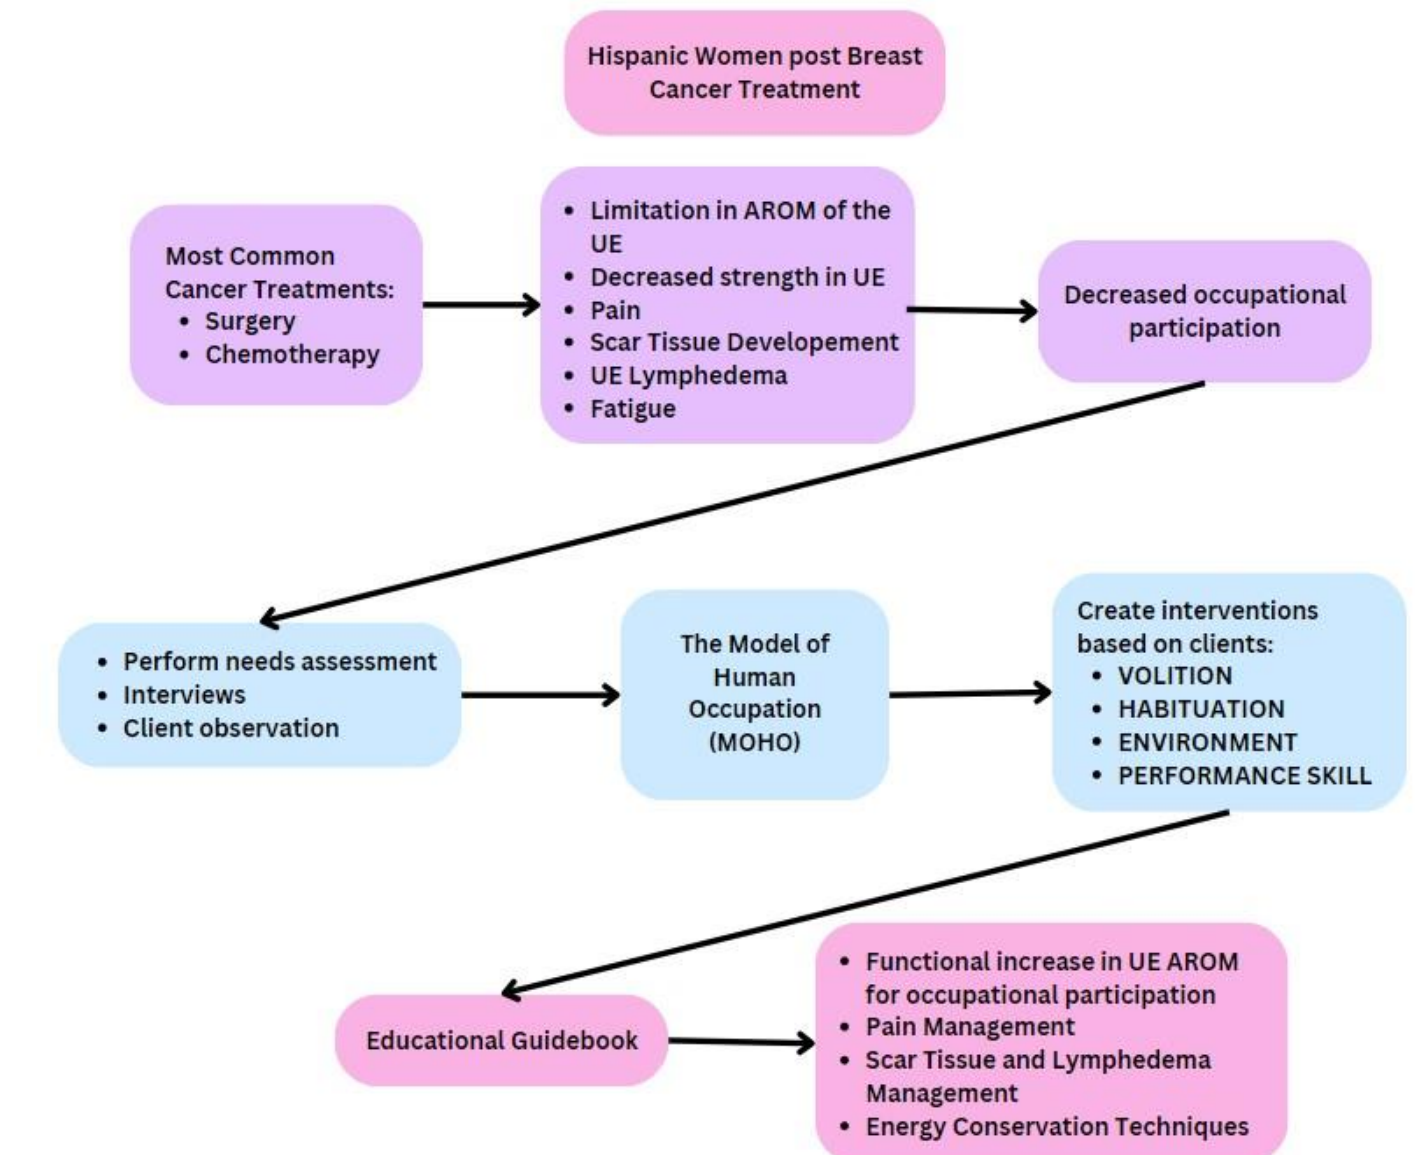 Hispanic Women post Breast
Cancer Treatment
Most Common
Cancer Treatments:
• Surgery
• Chemotherapy
• Limitation in AROM of the
UE
• Decreased strength in UE
• Pain
• Scar Tissue Developement
• UE Lymphedema
• Fatigue
Decreased occupational
participation
• Perform needs assessment
• Interviews
• Client observation
The Model of
Human
Occupation
(MOHO)
Create interventions
based on clients:
• VOLITION
• HABITUATION
• ENVIRONMENT
• PERFORMANCE SKILL
Educational Guidebook
• Functional increase in UE AROM
for occupational participation
• Pain Management
• Scar Tissue and Lymphedema
Management
• Energy Conservation Techniques